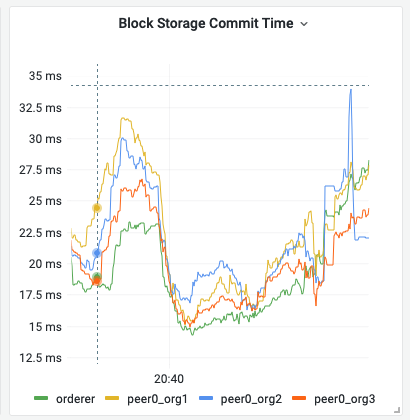 Block Storage Commit Time
35 ms
32.5 ms
30 ms
27.5 ms
25 ms
22.5 ms
20 ms
17.5 ms
15 ms
12.5 ms
20:40
orderer peer0_org1 peer0_org2 peer0_org3